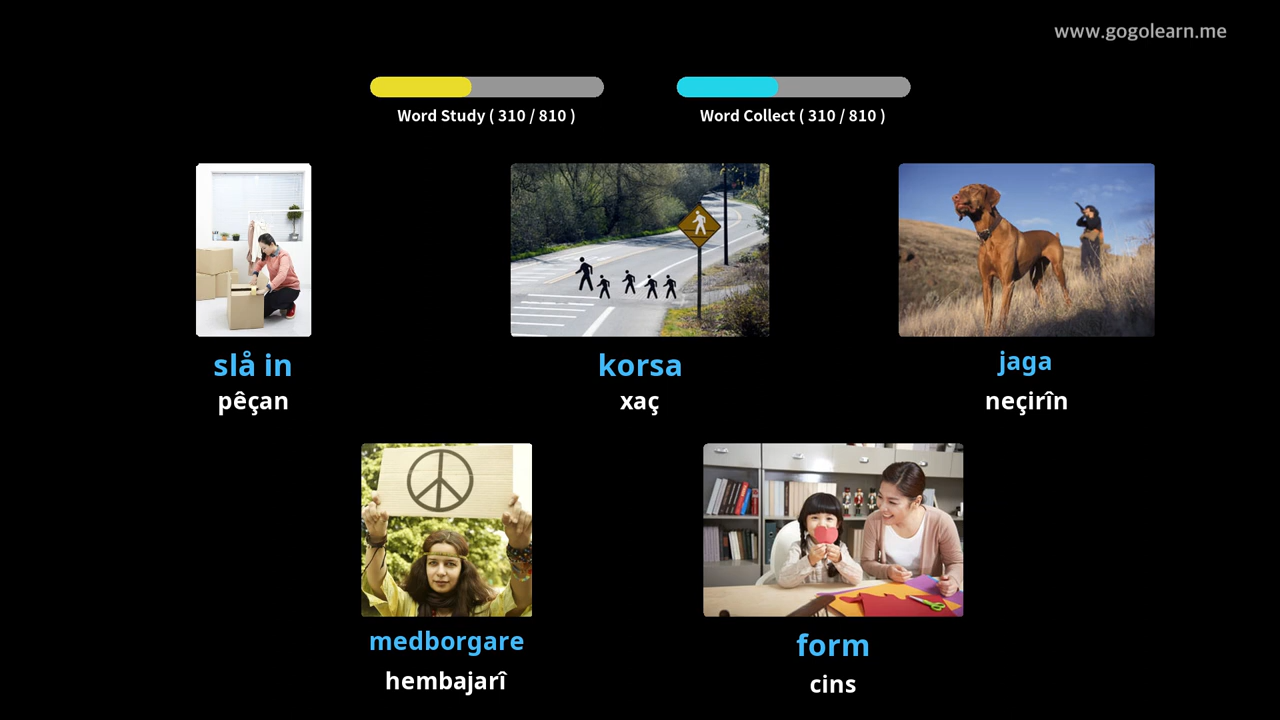 www.gogolearn.me
Word Study ( 310 / 810 )
Word Collect ( 310 / 810 )
slå in
pêçan
korsa
xaç
jaga
neçirîn
medborgare
hembajarî
form
cins